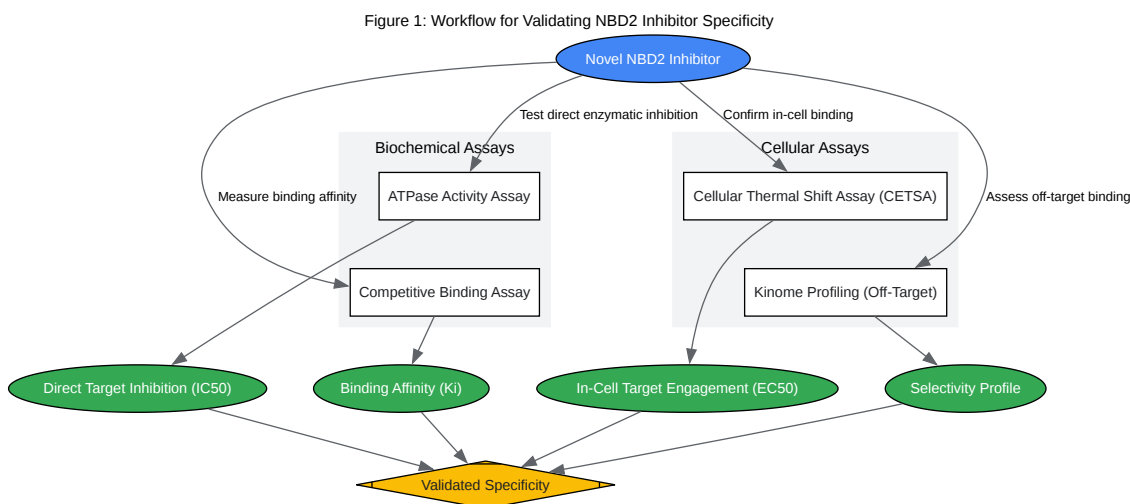 Figure 1: Workflow for Validating NBD2 Inhibitor Specificity
Novel NBD2 Inhibitor
Test direct enzymatic inhibition
Confirm in-cell binding
Biochemical Assays
Cellular Assays
Measure binding affinity
ATPase Activity Assay
Cellular Thermal Shift Assay (CETSA)
Assess off-target binding
Competitive Binding Assay
Kinome Profiling (Off-Target)
Direct Target Inhibition (IC50)
Binding Affinity (Ki)
In-Cell Target Engagement (EC50)
Selectivity Profile
Validated Specificity